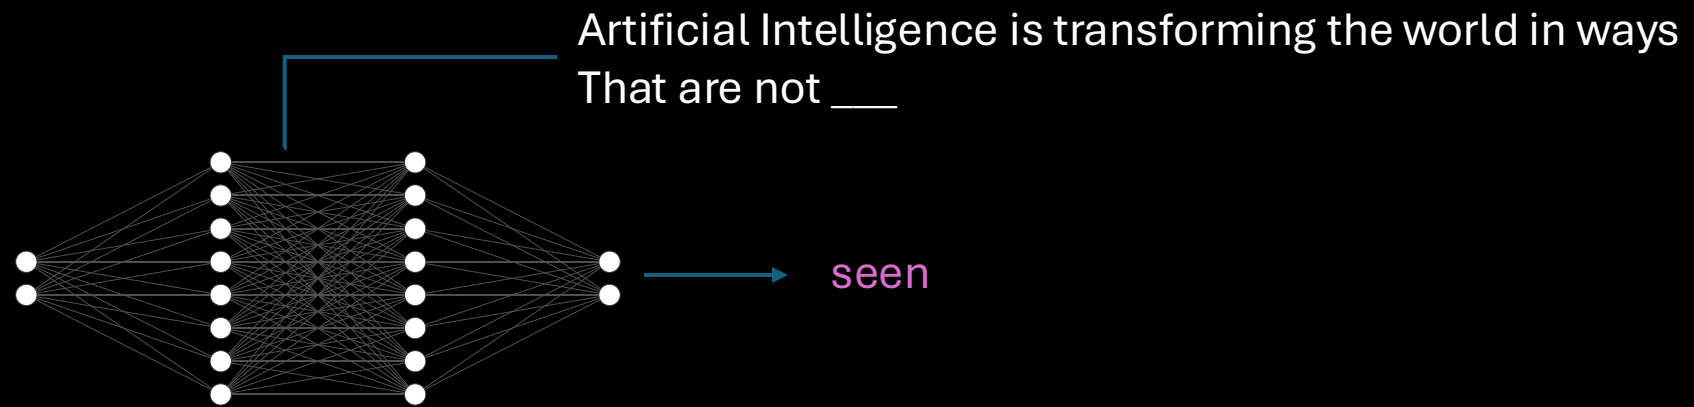 Artificial Intelligence is transforming the world in ways
That are not ___
seen